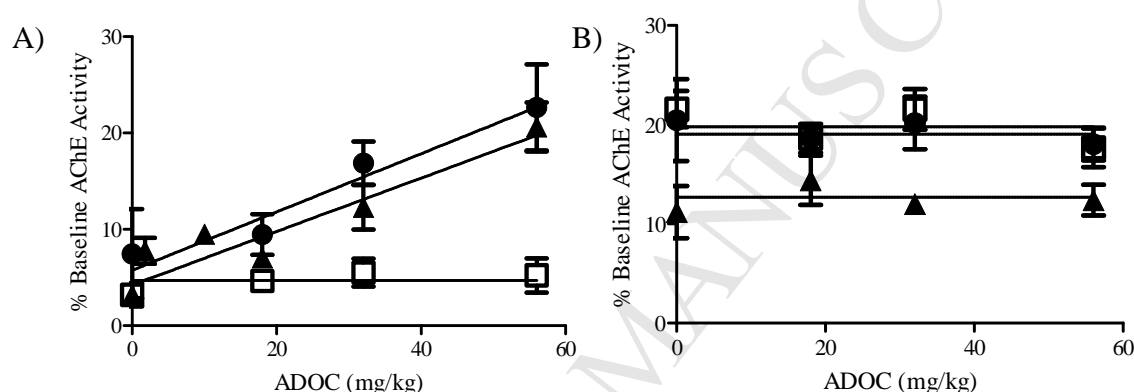 A)
% Baseline AChE Activity
30
20
10
0
0 20 40 60
ADOC (mg/kg)
B)
% Baseline AChE Activity
30
20
10
0
0 20 40 60
ADOC (mg/kg)
MANUSC